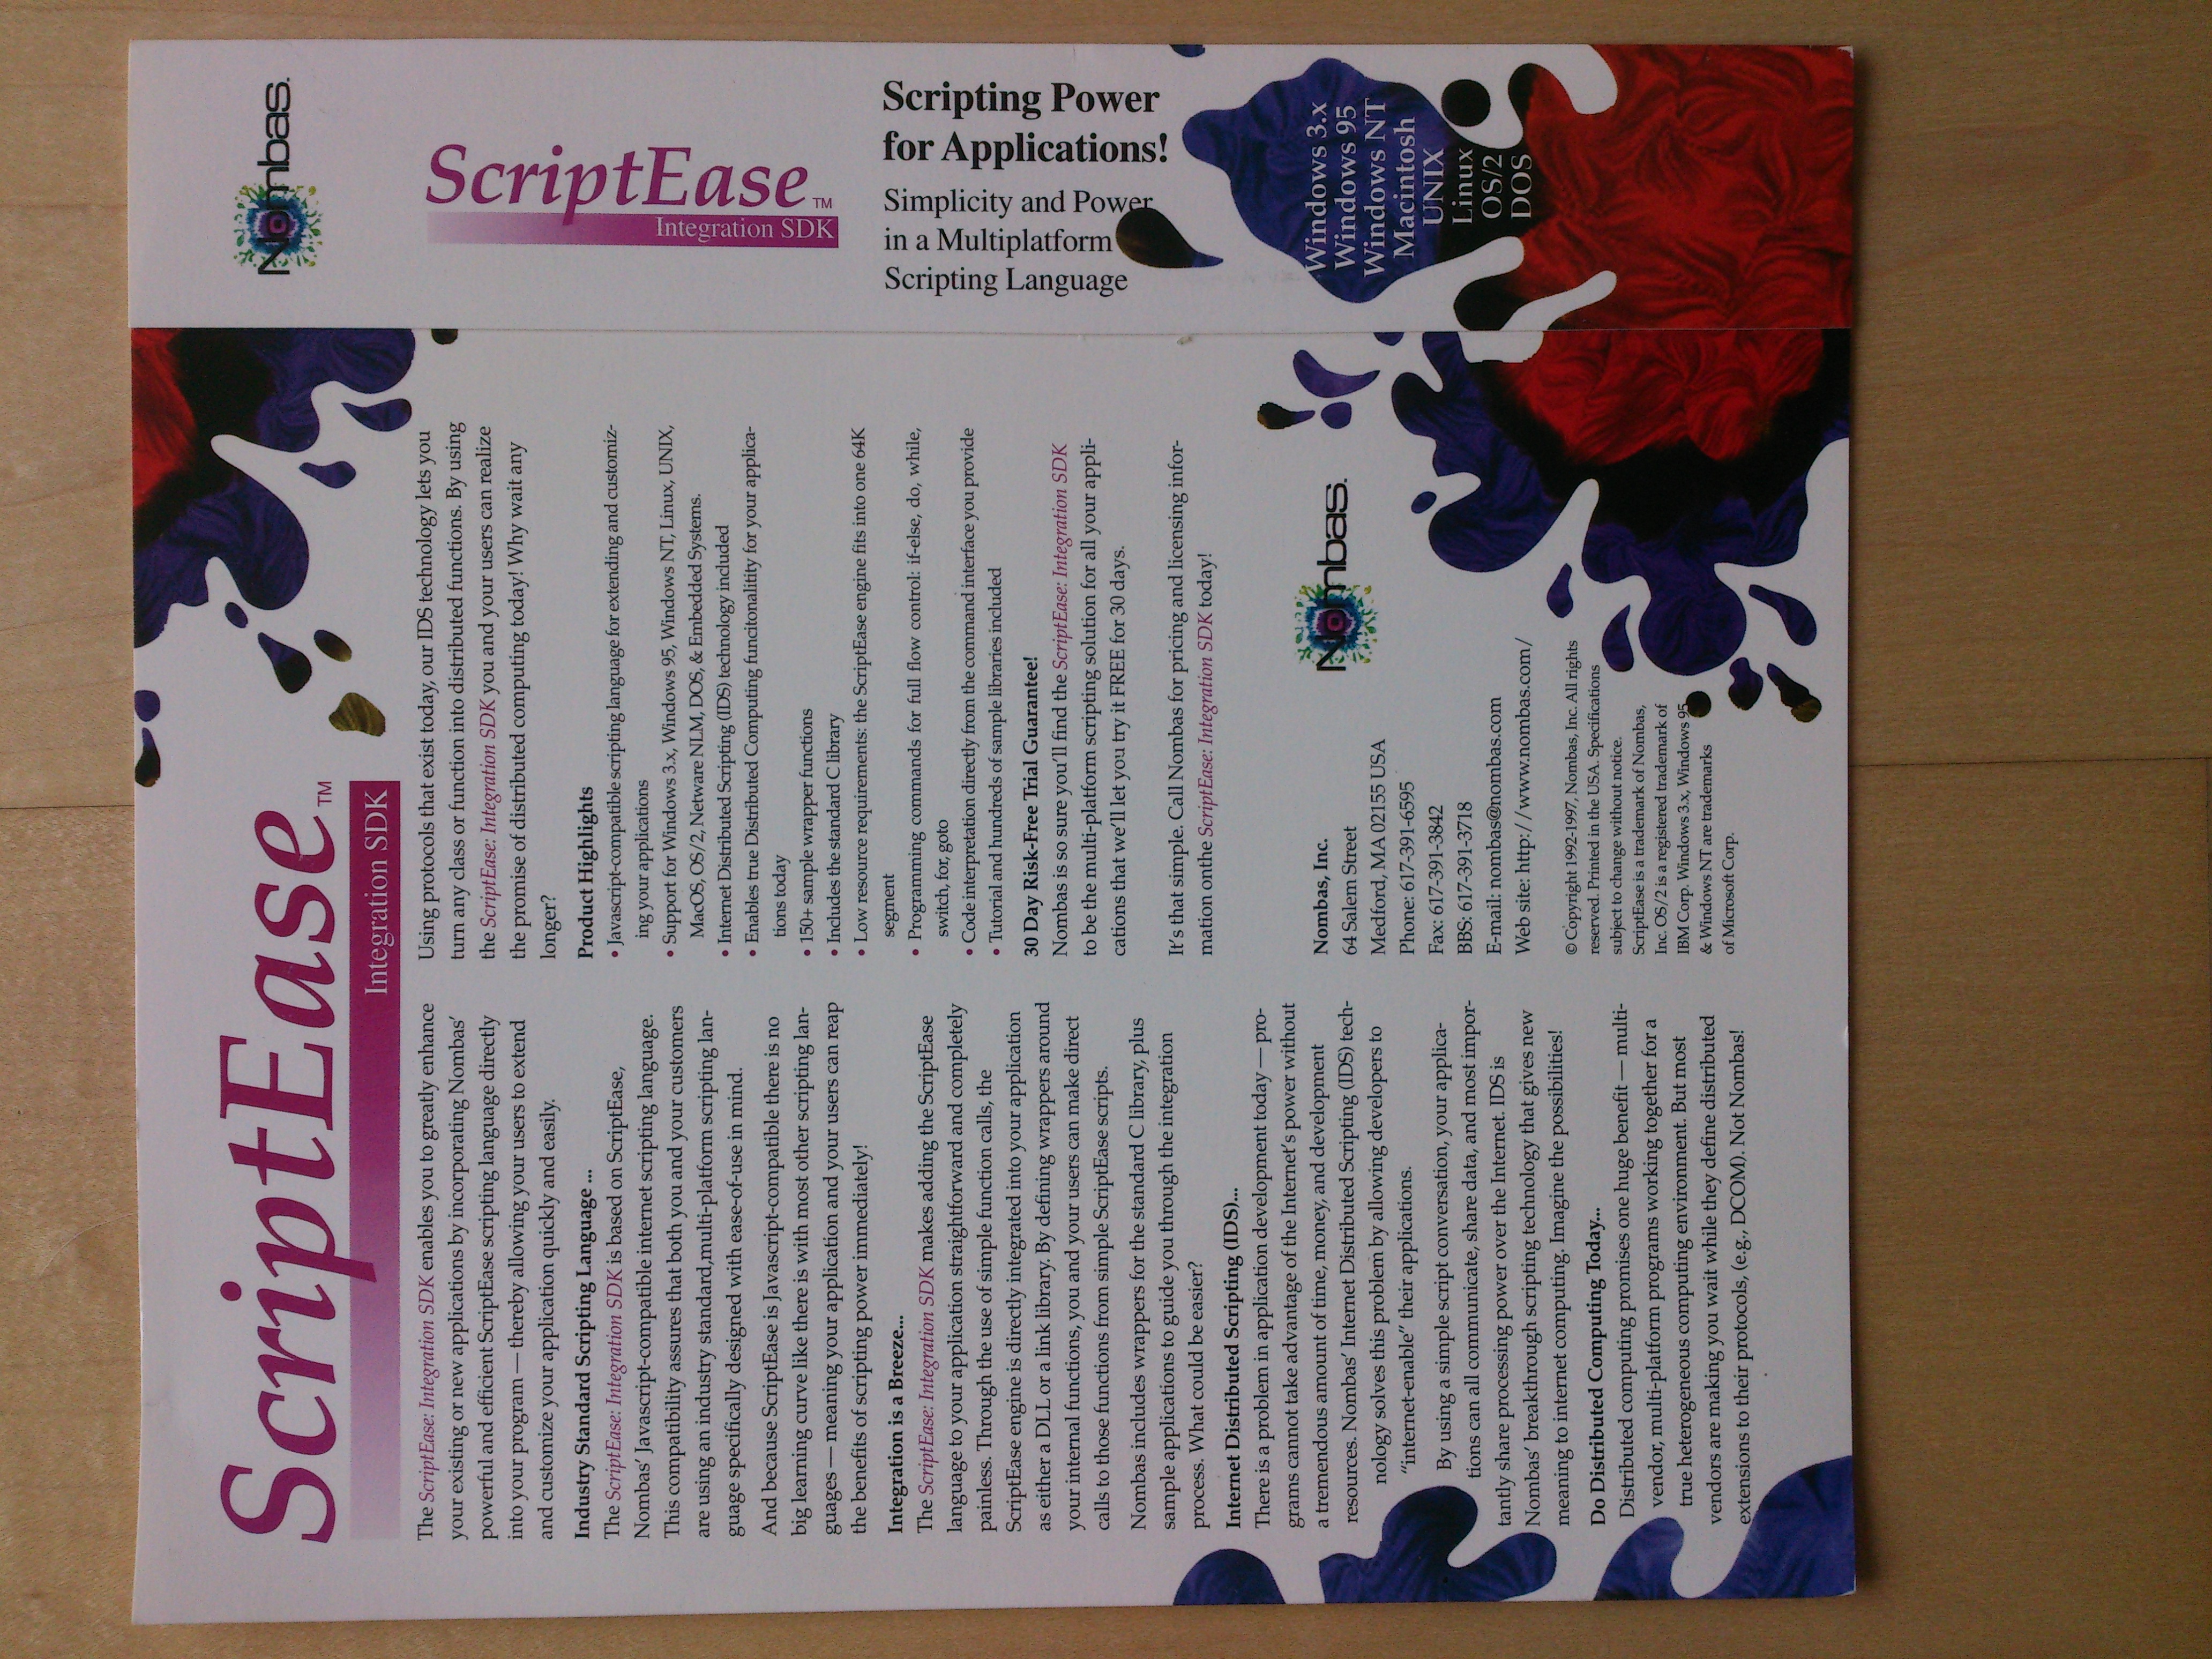 ScriptEase TM
Integration SDK
The ScriptEase: Integration SDK enables you to greatly enhance
your existing or new applications by incorporating Nombas'
powerful and efficient ScriptEase scripting language directly
into your program — thereby allowing your users to extend
and customize your application quickly and easily.
Industry Standard Scripting Language ...
The ScriptEase: Integration SDK is based on ScriptEase,
Nombas' Javascript-compatible internet scripting language.
This compatibility assures that both you and your customers
are using an industry standard,multi-platform scripting lan-
guage specifically designed with ease-of-use in mind.
And because ScriptEase is Javascript-compatible there is no
big learning curve like there is with most other scripting lan-
guages — meaning your application and your users can reap
the benefits of scripting power immediately!
Integration is a Breeze...
The ScriptEase: Integration SDK makes adding the ScriptEase
language to your application straightforward and completely
painless. Through the use of simple function calls, the
ScriptEase engine is directly integrated into your application
as either a DLL or a link library. By defining wrappers around
your internal functions, you and your users can make direct
calls to those functions from simple ScriptEase scripts.
Nombas includes wrappers for the standard C library, plus
sample applications to guide you through the integration
process. What could be easier?
Internet Distributed Scripting (IDS)...
There is a problem in application development today — pro-
grams cannot take advantage of the Internet's power without
a tremendous amount of time, money, and development
resources. Nombas' Internet Distributed Scripting (IDS) tech-
nology solves this problem by allowing developers to
"internet-enable" their applications.
By using a simple script conversation, your applica-
tions can all communicate, share data, and most impor-
tantly share processing power over the Internet. IDS is
Nombas' breakthrough scripting technology that gives new
meaning to internet computing. Imagine the possibilities!
Do Distributed Computing Today...
Distributed computing promises one huge benefit — multi-
vendor, multi-platform programs working together for a
true heterogeneous computing environment. But most
vendors are making you wait while they define distributed
extensions to their protocols, (e.g., DCOM). Not Nombas!
Using protocols that exist today, our IDS technology lets you
turn any class or function into distributed functions. By using
the ScriptEase: Integration SDK you and your users can realize
the promise of distributed computing today! Why wait any
longer?
Product Highlights
• Javascript-compatible scripting language for extending and customiz-
ing your applications
• Support for Windows 3.x, Windows 95, Windows NT, Linux, UNIX,
MacOS, OS/2, Netware NLM, DOS, & Embedded Systems.
• Internet Distributed Scripting (IDS) technology included
• Enables true Distributed Computing funcitonalitity for your applica-
tions today
• 150+ sample wrapper functions
• Includes the standard C library
• Low resource requirements: the ScriptEase engine fits into one 64K
segment
• Programming commands for full flow control: if-else, do, while,
switch, for, goto
• Code interpretation directly from the command interface you provide
• Tutorial and hundreds of sample libraries included
30 Day Risk-Free Trial Guarantee!
Nombas is so sure you'll find the ScriptEase: Integration SDK
to be the multi-platform scripting solution for all your appli-
cations that we'll let you try it FREE for 30 days.
It's that simple. Call Nombas for pricing and licensing infor-
mation onthe ScriptEase: Integration SDK today!
Nombas, Inc.
64 Salem Street
Medford, MA 02155 USA
Phone: 617-391-6595
Fax: 617-391-3842
BBS: 617-391-3718
E-mail: nombas@nombas.com
Web site: http://www.nombas.com/
Nombas.
© Copyright 1992-1997, Nombas, Inc. All rights
reserved. Printed in the USA. Specifications
subject to change without notice.
ScriptEase is a trademark of Nombas,
Inc. OS/2 is a registered trademark of
IBM Corp. Windows 3.x, Windows 95
& Windows NT are trademarks
of Microsoft Corp.
Nombas.
ScriptEase TM
Integration SDK
Scripting Power
for Applications!
Simplicity and Power
in a Multiplatform
Scripting Language
Windows 3.x
Windows 95
Windows NT
Macintosh
UNIX
Linux
OS/2
DOS